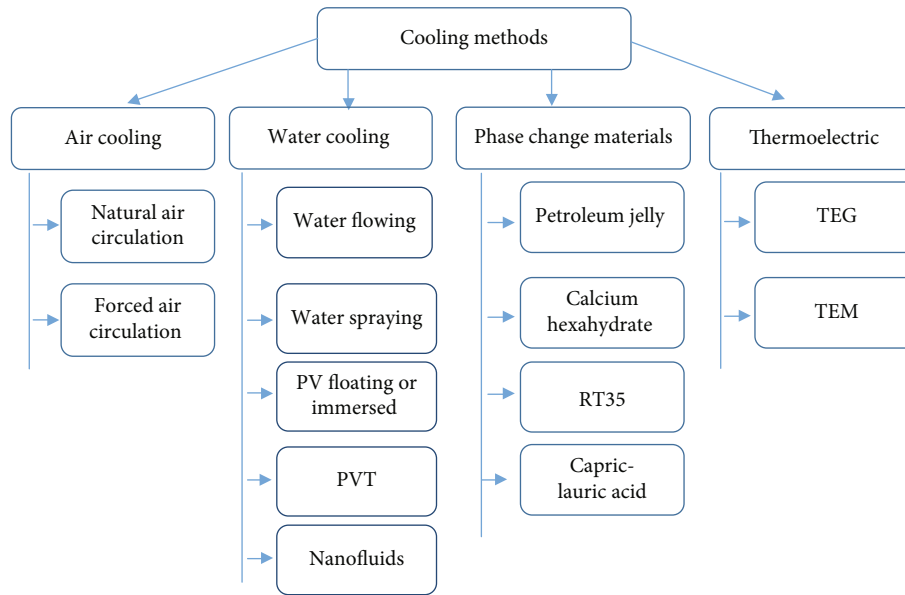 Cooling methods
Air cooling
Water cooling
Phase change materials
Thermoelectric
Natural air
circulation
Forced air
circulation
Water flowing
Water spraying
PV floating or
immersed
PVT
Nanofluids
Petroleum jelly
Calcium
hexahydrate
RT35
Capric-
lauric acid
TEG
TEM